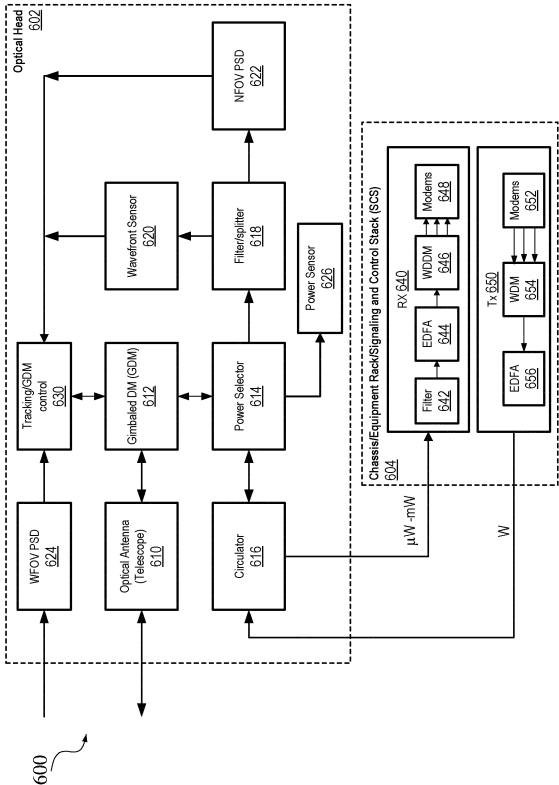 Optical Head
602
NFOV PSD
622
Wavefront Sensor
620
Filter/splitter
618
Power Sensor
626
Tracking/GDM
control
630
Gimbaled DM (GDM)
612
Power Selector
614
WFOV PSD
624
Optical Antenna
(Telescope)
610
Circulator
616
600
Chassis/Equipment Rack/Signaling and Control Stack (SCS)
604
RX 640
Modems
648
WDDM
646
EDFA
644
Filter
642
Tx 650
Modems
652
WDM
654
EDFA
656
μW -mW
W